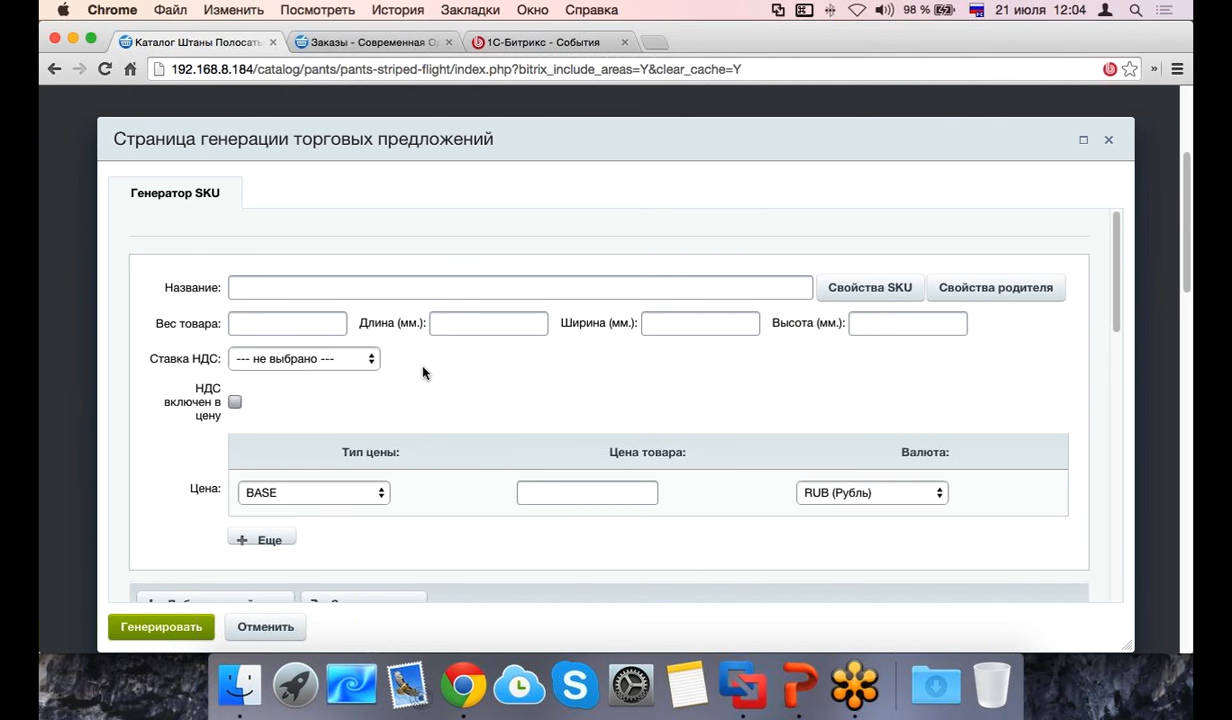 Chrome Файл Изменить Посмотреть История Закладки Окно Справка 98 % 21 июля 12:04
Каталог Штаны Полосать Заказы - Современная О 1С-Битрикс - События
192.168.8.184/catalog/pants/pants-striped-flight/index.php?bitrix_include_areas=Y&clear_cache=Y
Страница генерации торговых предложений
Генератор SKU
Название: Свойства SKU Свойства родителя
Вес товара: Длина (мм.): Ширина (мм.): Высота (мм.):
Ставка НДС: --- не выбрано ---
НДС
включен в
цену
Тип цены: Цена товара: Валюта:
Цена: BASE RUB (Рубль)
+ Еще
Генерировать Отменить